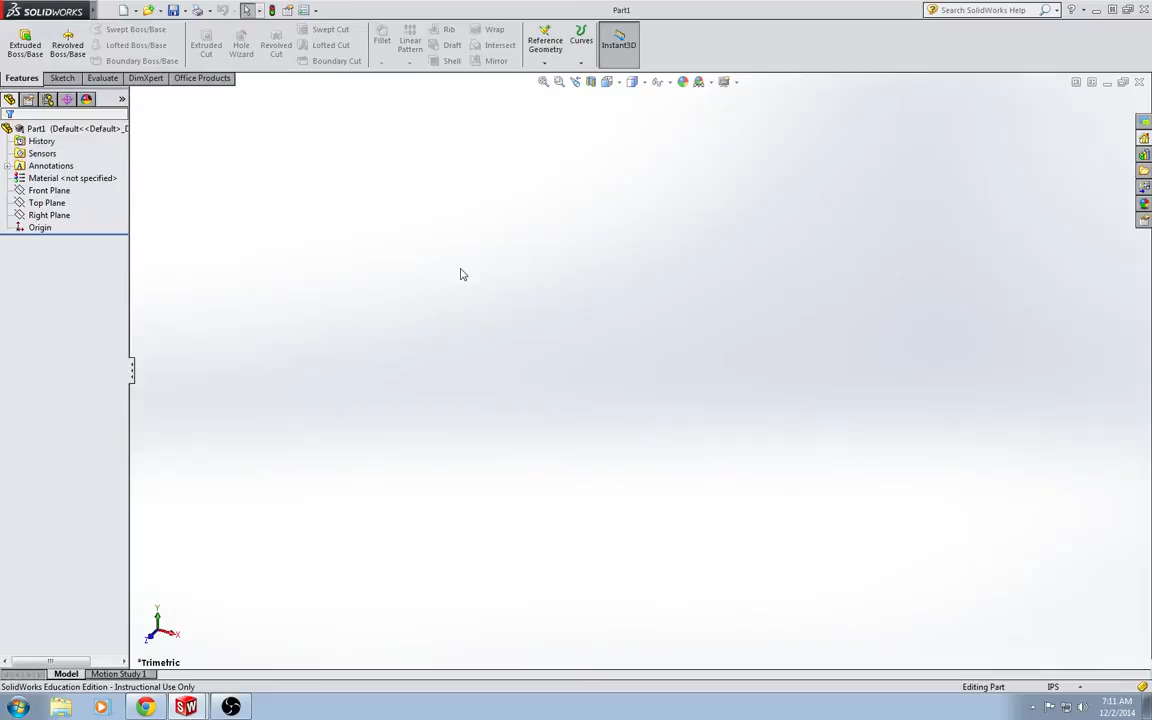 SOLIDWORKS
Part1
Search SolidWorks Help
Extruded
Boss/Base
Revolved
Boss/Base
Swept Boss/Base
Lofted Boss/Base
Boundary Boss/Base
Extruded
Cut
Hole
Wizard
Revolved
Cut
Swept Cut
Lofted Cut
Boundary Cut
Fillet
Linear
Pattern
Rib
Draft
Shell
Wrap
Intersect
Mirror
Reference
Geometry
Curves
Instant3D
Features
Sketch
Evaluate
DimXpert
Office Products
Part1 (Default<<Default>_D
History
Sensors
Annotations
Material <not specified>
Front Plane
Top Plane
Right Plane
Origin
Y
X
Z
*Trimetric
Model
Motion Study 1
SolidWorks Education Edition - Instructional Use Only
Editing Part
IPS
7:11 AM
12/2/2014